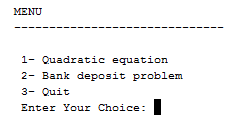 MENU
----------------------------
1- Quadratic equation
2- Bank deposit problem
3- Quit
Enter Your Choice: